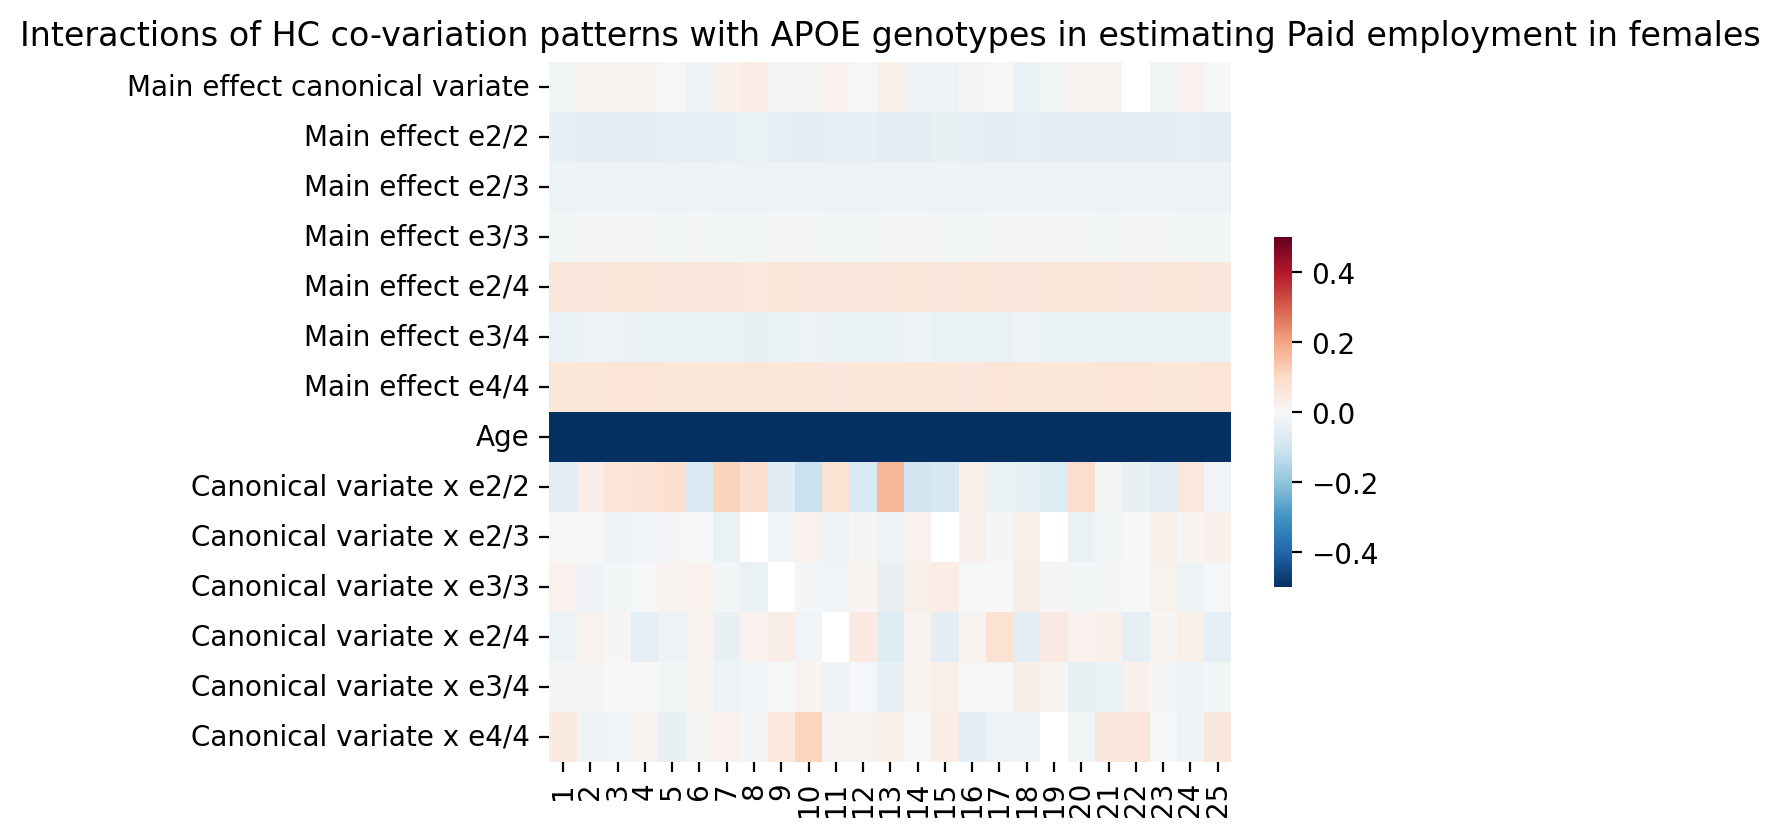 Interactions of HC co-variation patterns with APOE genotypes in estimating Paid employment in females
Main effect canonical variate
Main effect e2/2
Main effect e2/3
Main effect e3/3
Main effect e2/4
Main effect e3/4
Main effect e4/4
Age
Canonical variate x e2/2
Canonical variate x e2/3
Canonical variate x e3/3
Canonical variate x e2/4
Canonical variate x e3/4
Canonical variate x e4/4
1 2 3 4 5 6 7 8 9 10 11 12 13 14 15 16 17 18 19 20 21 22 23 24 25
0.4
0.2
0.0
−0.2
−0.4